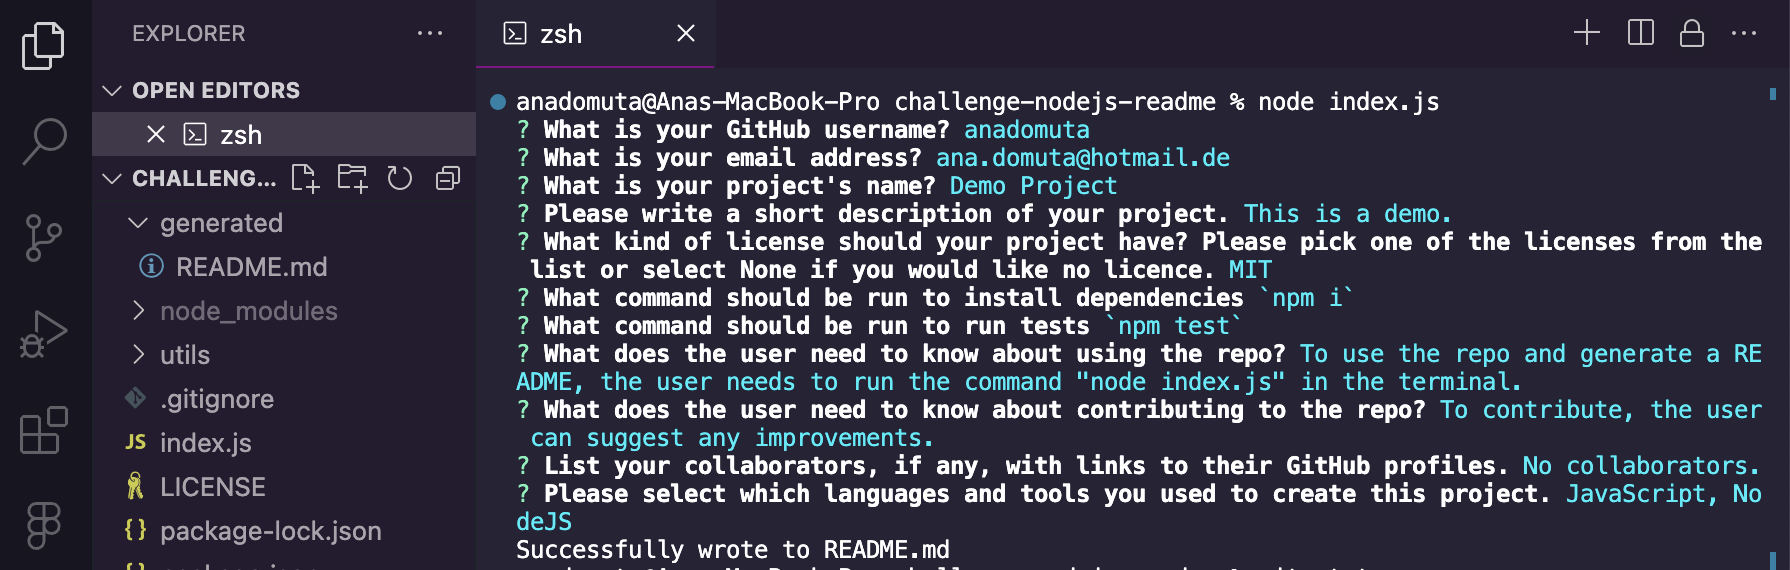 EXPLORER
OPEN EDITORS
zsh
CHALLENG...
generated
README.md
node_modules
utils
.gitignore
JS index.js
LICENSE
{} package-lock.json
zsh
anadomuta@Anas-MacBook-Pro challenge-nodejs-readme % node index.js
? What is your GitHub username? anadomuta
? What is your email address? ana.domuta@hotmail.de
? What is your project's name? Demo Project
? Please write a short description of your project. This is a demo.
? What kind of license should your project have? Please pick one of the licenses from the
list or select None if you would like no licence. MIT
? What command should be run to install dependencies `npm i`
? What command should be run to run tests `npm test`
? What does the user need to know about using the repo? To use the repo and generate a RE
ADME, the user needs to run the command "node index.js" in the terminal.
? What does the user need to know about contributing to the repo? To contribute, the user
can suggest any improvements.
? List your collaborators, if any, with links to their GitHub profiles. No collaborators.
? Please select which languages and tools you used to create this project. JavaScript, No
deJS
Successfully wrote to README.md